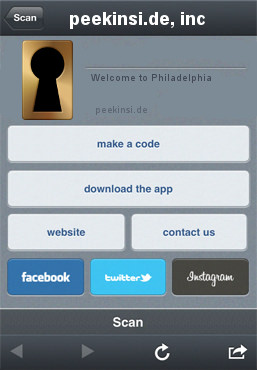 Scan
peekinsi.de, inc
Welcome to Philadelphia
peekinsi.de
make a code
download the app
website
contact us
facebook
twitter
Instagram
Scan